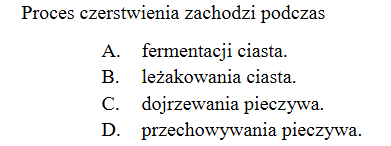 Proces czerstwienia zachodzi podczas
A. fermentacji ciasta.
B. leżakowania ciasta.
C. dojrzewania pieczywa.
D. przechowywania pieczywa.